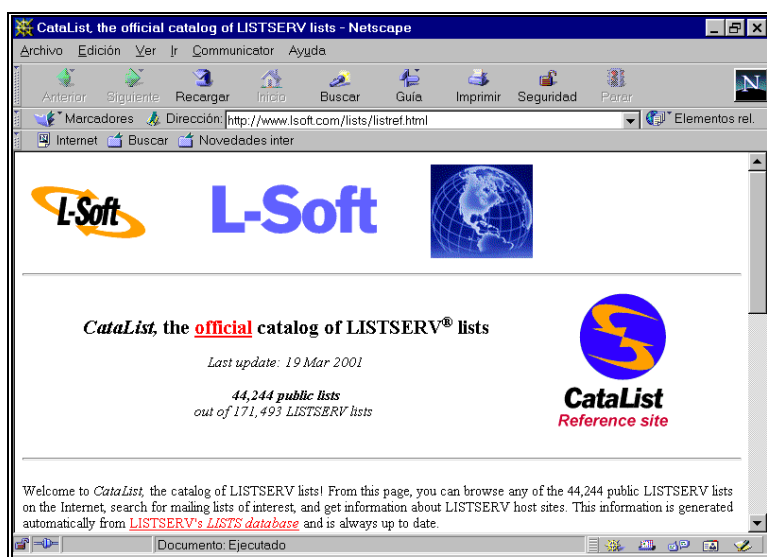 CataList, the official catalog of LISTSERV lists - Netscape
Archivo Edición Ver Ir Communicator Ayuda
Anterior Siguiente Recargar Inicio Buscar Guía Imprimir Seguridad Parar N
Marcadores Dirección: http://www.lsoft.com/lists/listref.html Elementos rel.
Internet Buscar Novedades inter
L-Soft L-Soft
CataList, the official catalog of LISTSERV® lists
Last update: 19 Mar 2001
44,244 public lists
out of 171,493 LISTSERV lists
CataList
Reference site
Welcome to CataList, the catalog of LISTSERV lists! From this page, you can browse any of the 44,244 public LISTSERV lists
on the Internet, search for mailing lists of interest, and get information about LISTSERV host sites. This information is generated
automatically from LISTSERV's LISTS database and is always up to date.
Documento: Ejecutado